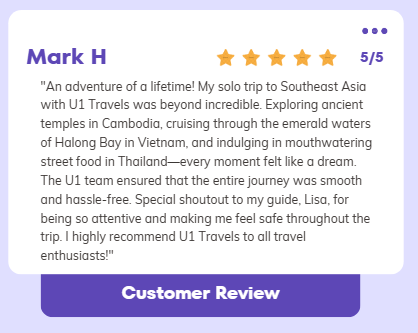 Mark H
5/5
"An adventure of a lifetime! My solo trip to Southeast Asia
with U1 Travels was beyond incredible. Exploring ancient
temples in Cambodia, cruising through the emerald waters
of Halong Bay in Vietnam, and indulging in mouthwatering
street food in Thailand—every moment felt like a dream.
The U1 team ensured that the entire journey was smooth
and hassle-free. Special shoutout to my guide, Lisa, for
being so attentive and making me feel safe throughout the
trip. I highly recommend U1 Travels to all travel
enthusiasts!"
Customer Review